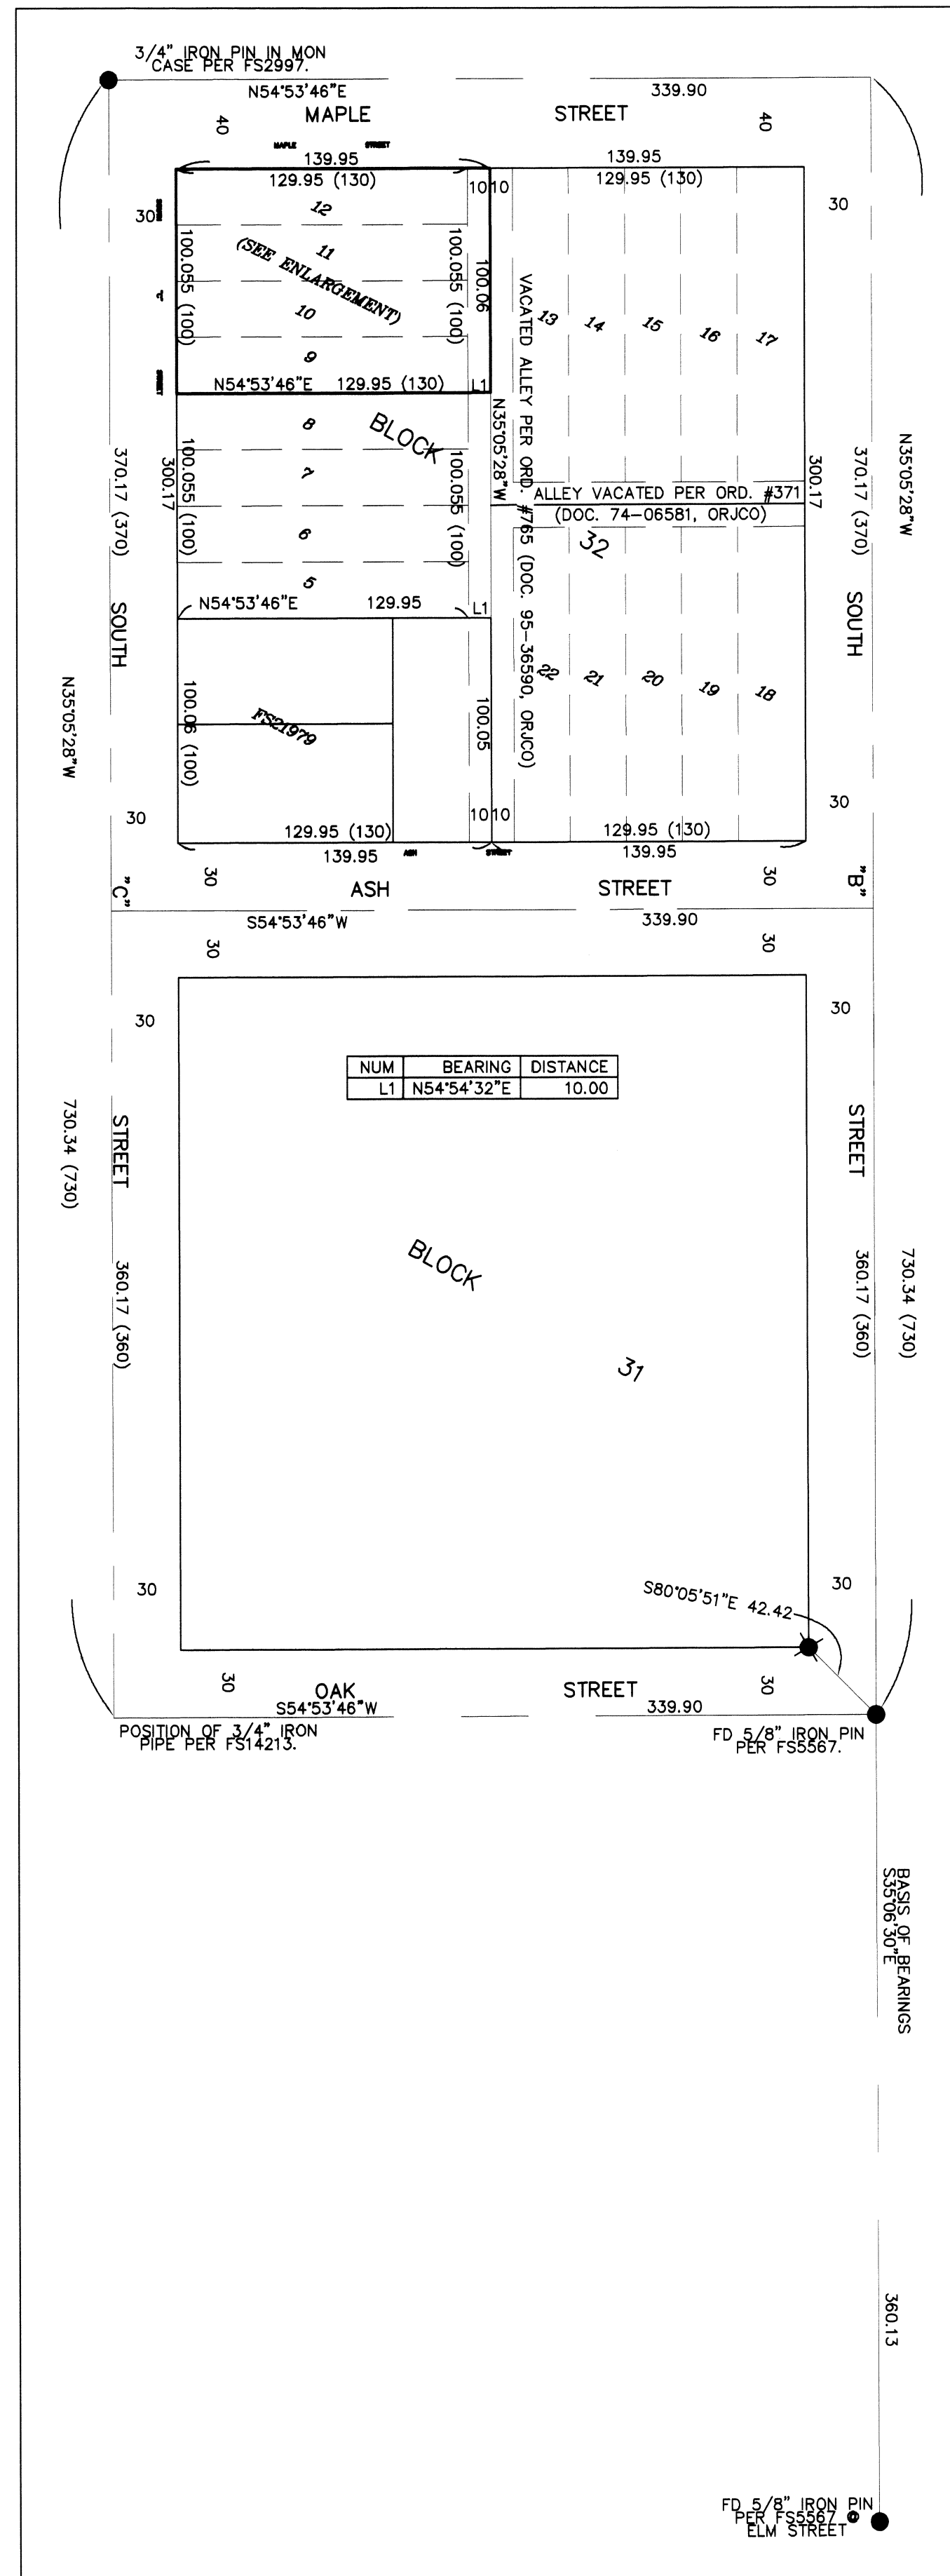 3/4" IRON PIN IN MON
CASE PER FS2997.
N54°53'46"E
339.90
MAPLE STREET
40
40
MAPLE STREET
139.95
139.95
129.95 (130)
129.95 (130)
10 10
30
30
SOUTH
"C"
STREET
12
11
(SEE ENLARGEMENT)
10
9
100.055 (100)
100.055 (100)
100.06
N54°53'46"E 129.95 (130) L1
VACATED ALLEY PER ORD. #765 (DOC. 95-36590, ORJCO)
13
14
15
16
17
8
BLOCK
7
6
5
100.055 (100)
100.055 (100)
300.17
300.17
370.17 (370)
370.17 (370)
N35°05'28"W
N35°05'28"W
ALLEY VACATED PER ORD. #371
(DOC. 74-06581, ORJCO)
32
N54°53'46"E 129.95 L1
SOUTH
SOUTH
N35°05'28"W
22
21
20
19
18
100.06 (100)
FS21979
100.05
30
30
10 10
129.95 (130)
129.95 (130)
139.95
139.95
ASH STREET
30
30
"C"
"B"
ASH STREET
S54°53'46"W
339.90
30
30
30
30
NUM BEARING DISTANCE
L1 N54°54'32"E 10.00
STREET
STREET
730.34 (730)
730.34 (730)
360.17 (360)
360.17 (360)
BLOCK
31
30
30
S80°05'51"E 42.42
30
30
OAK STREET
S54°53'46"W
339.90
POSITION OF 3/4" IRON
PIPE PER FS14213.
FD 5/8" IRON PIN
PER FS5567.
BASIS OF BEARINGS
S35°06'30"E
360.13
FD 5/8" IRON PIN
PER FS5567 @
ELM STREET